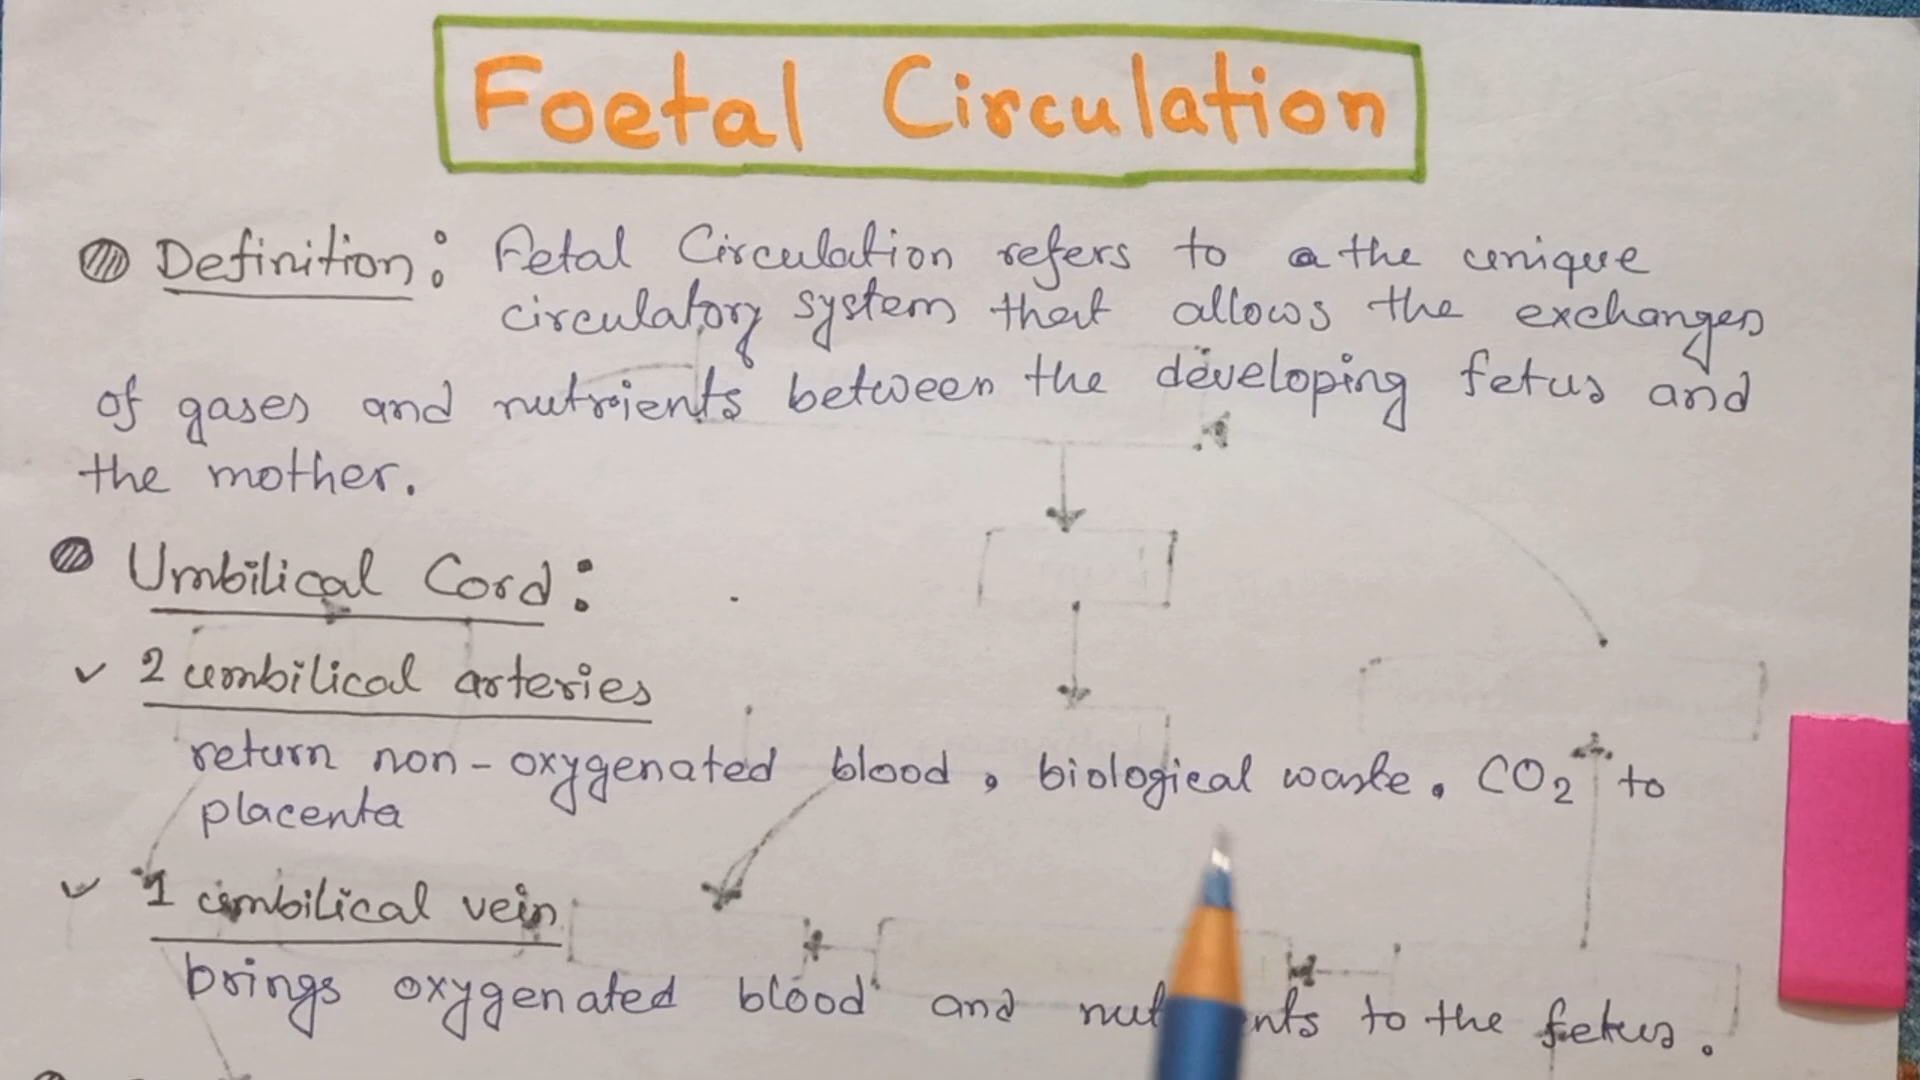 Foetal Circulation
Definition: Fetal Circulation refers to a the unique
circulatory system that allows the exchanges
of gases and nutrients between the developing fetus and
the mother.
Umbilical Cord:
✓ 2 umbilical arteries
return non-oxygenated blood, biological waste. CO2 to
placenta
✓ 1 umbilical vein
brings oxygenated blood and to the fetus.